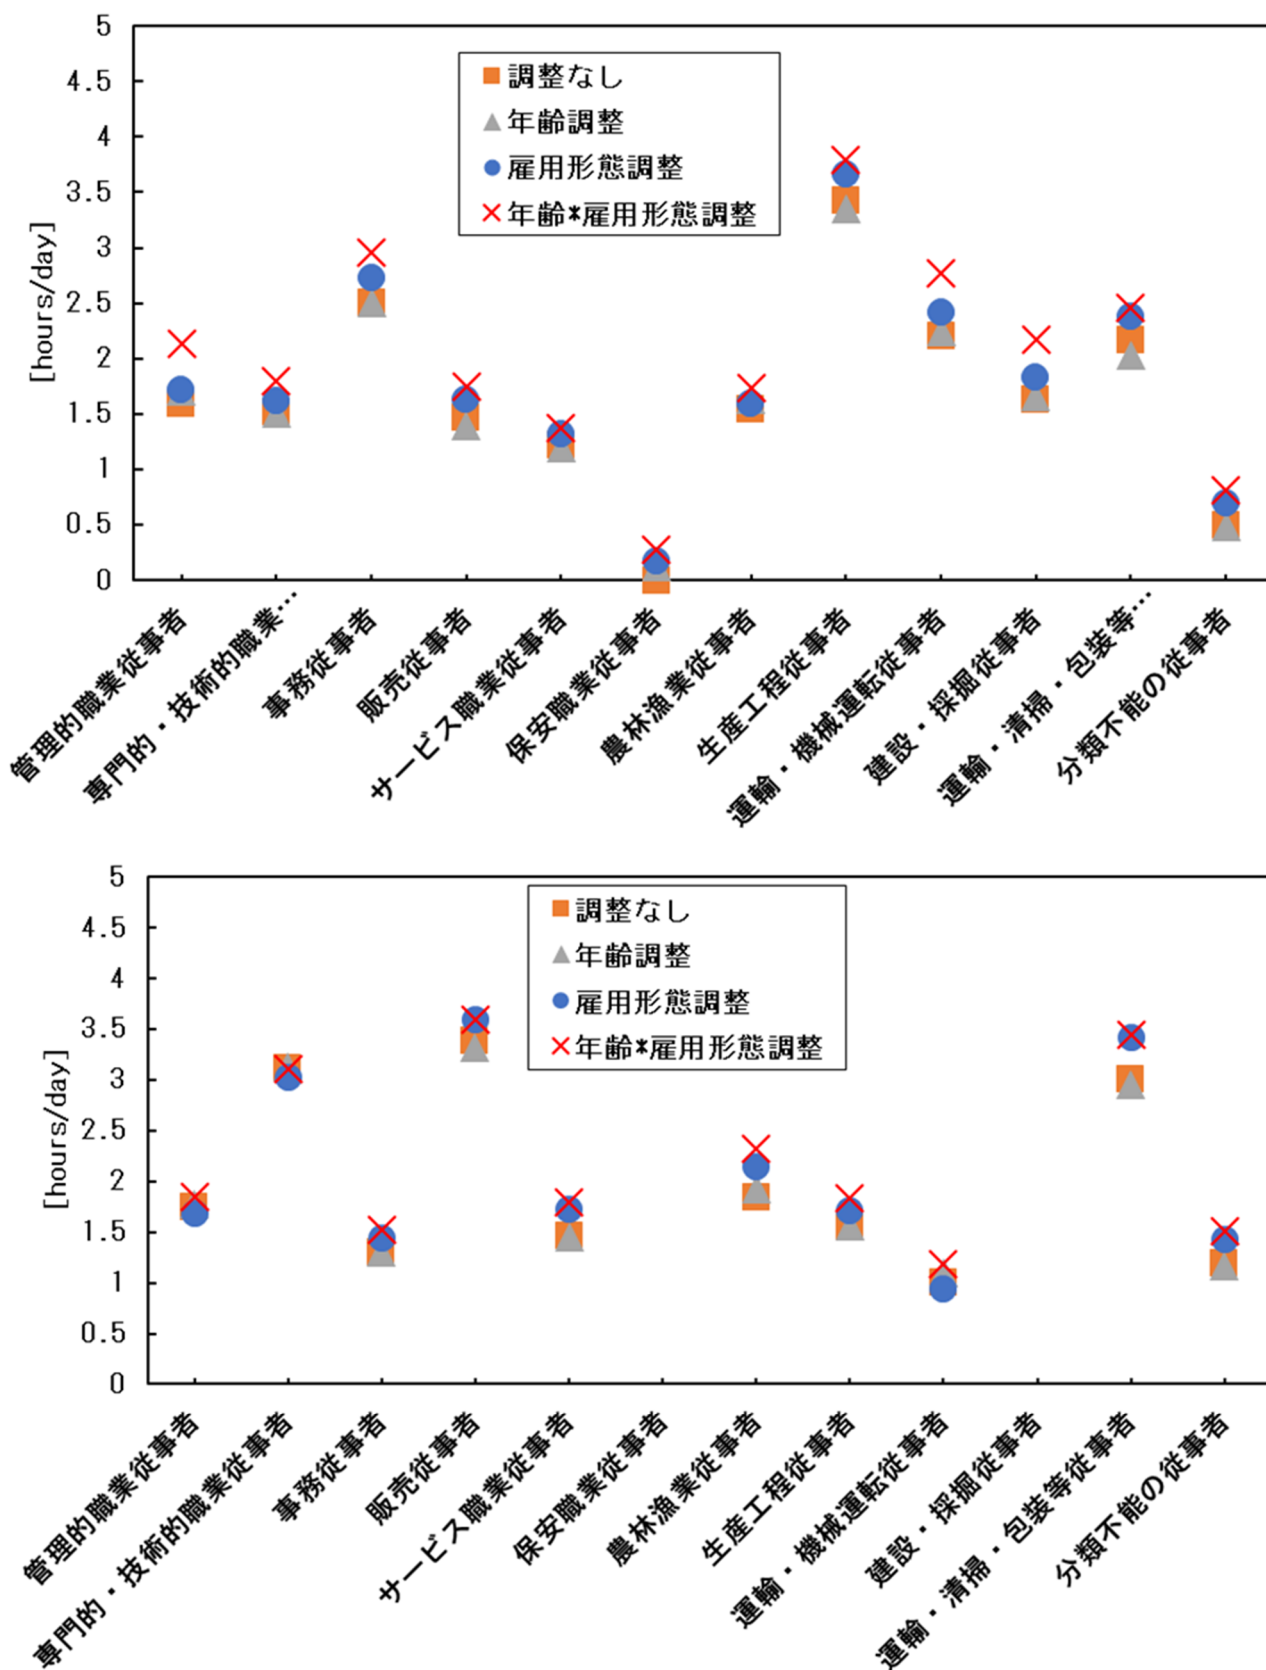 5
4.5
4
3.5
3
2.5
2
1.5
1
0.5
0
[hours/day]
調整なし
年齢調整
雇用形態調整
年齢*雇用形態調整
管理的職業従事者
専門的・技術的職業…
事務従事者
販売従事者
サービス職業従事者
保安職業従事者
農林漁業従事者
生産工程従事者
運輸・機械運転従事者
建設・採掘従事者
運輸・清掃・包装等…
分類不能の従事者
5
4.5
4
3.5
3
2.5
2
1.5
1
0.5
0
[hours/day]
調整なし
年齢調整
雇用形態調整
年齢*雇用形態調整
管理的職業従事者
専門的・技術的職業従事者
事務従事者
販売従事者
サービス職業従事者
保安職業従事者
農林漁業従事者
生産工程従事者
運輸・機械運転従事者
建設・採掘従事者
運輸・清掃・包装等従事者
分類不能の従事者